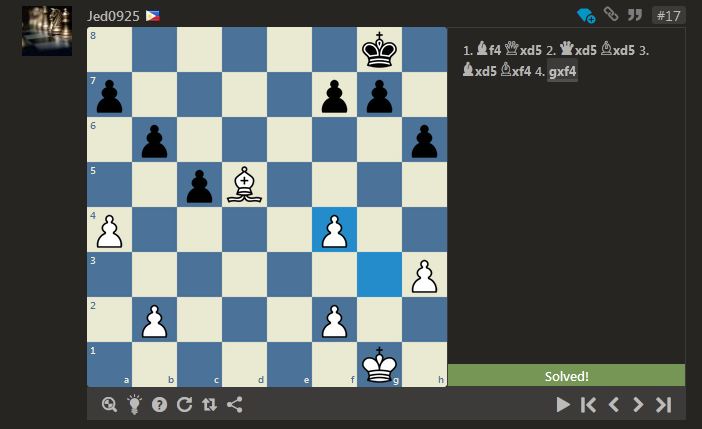 Jed0925
#17
8
7
6
5
4
3
2
1
a b c d e f g h
1. ♝f4 ♕xd5 2. ♛xd5 ♗xd5 3.
♝xd5 ♗xf4 4. gxf4
Solved!